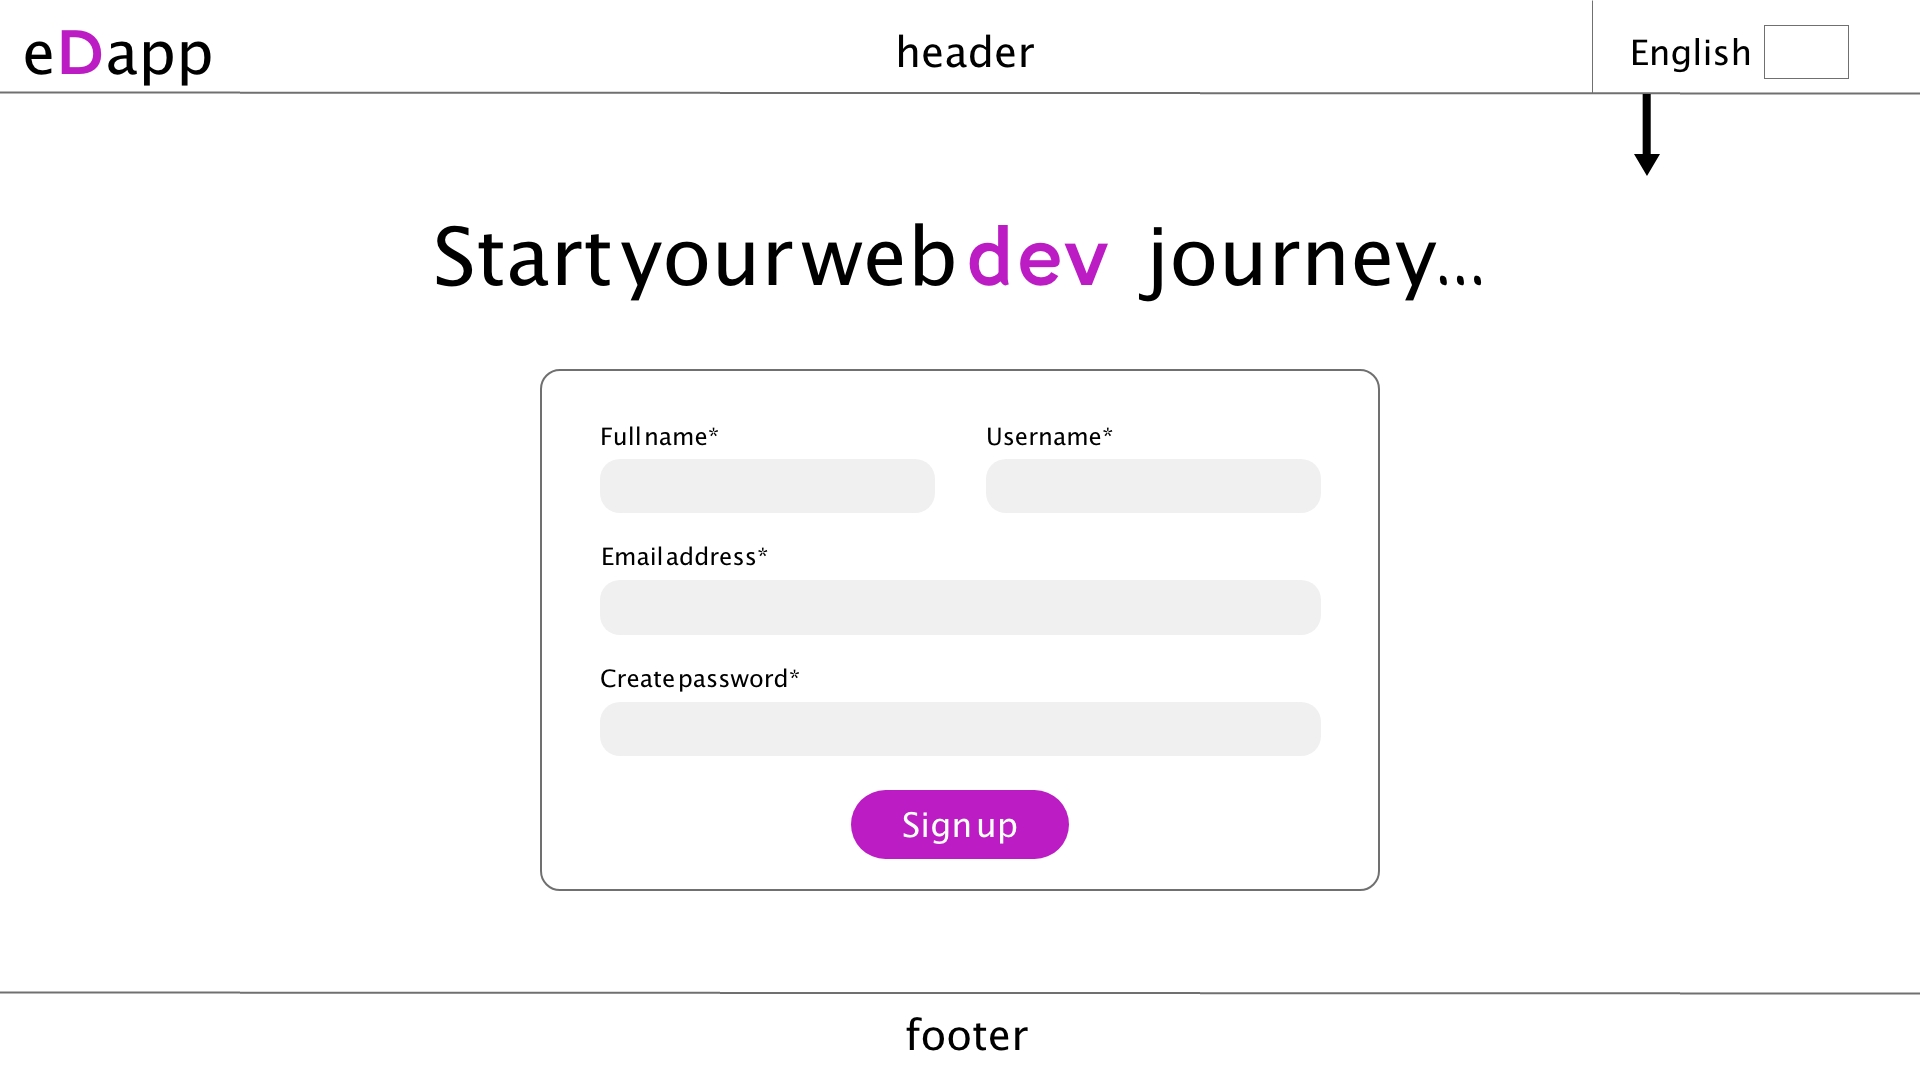 eDapp
header
English
Start your web dev journey...
Full name*
Username*
Email address*
Create password*
Sign up
footer